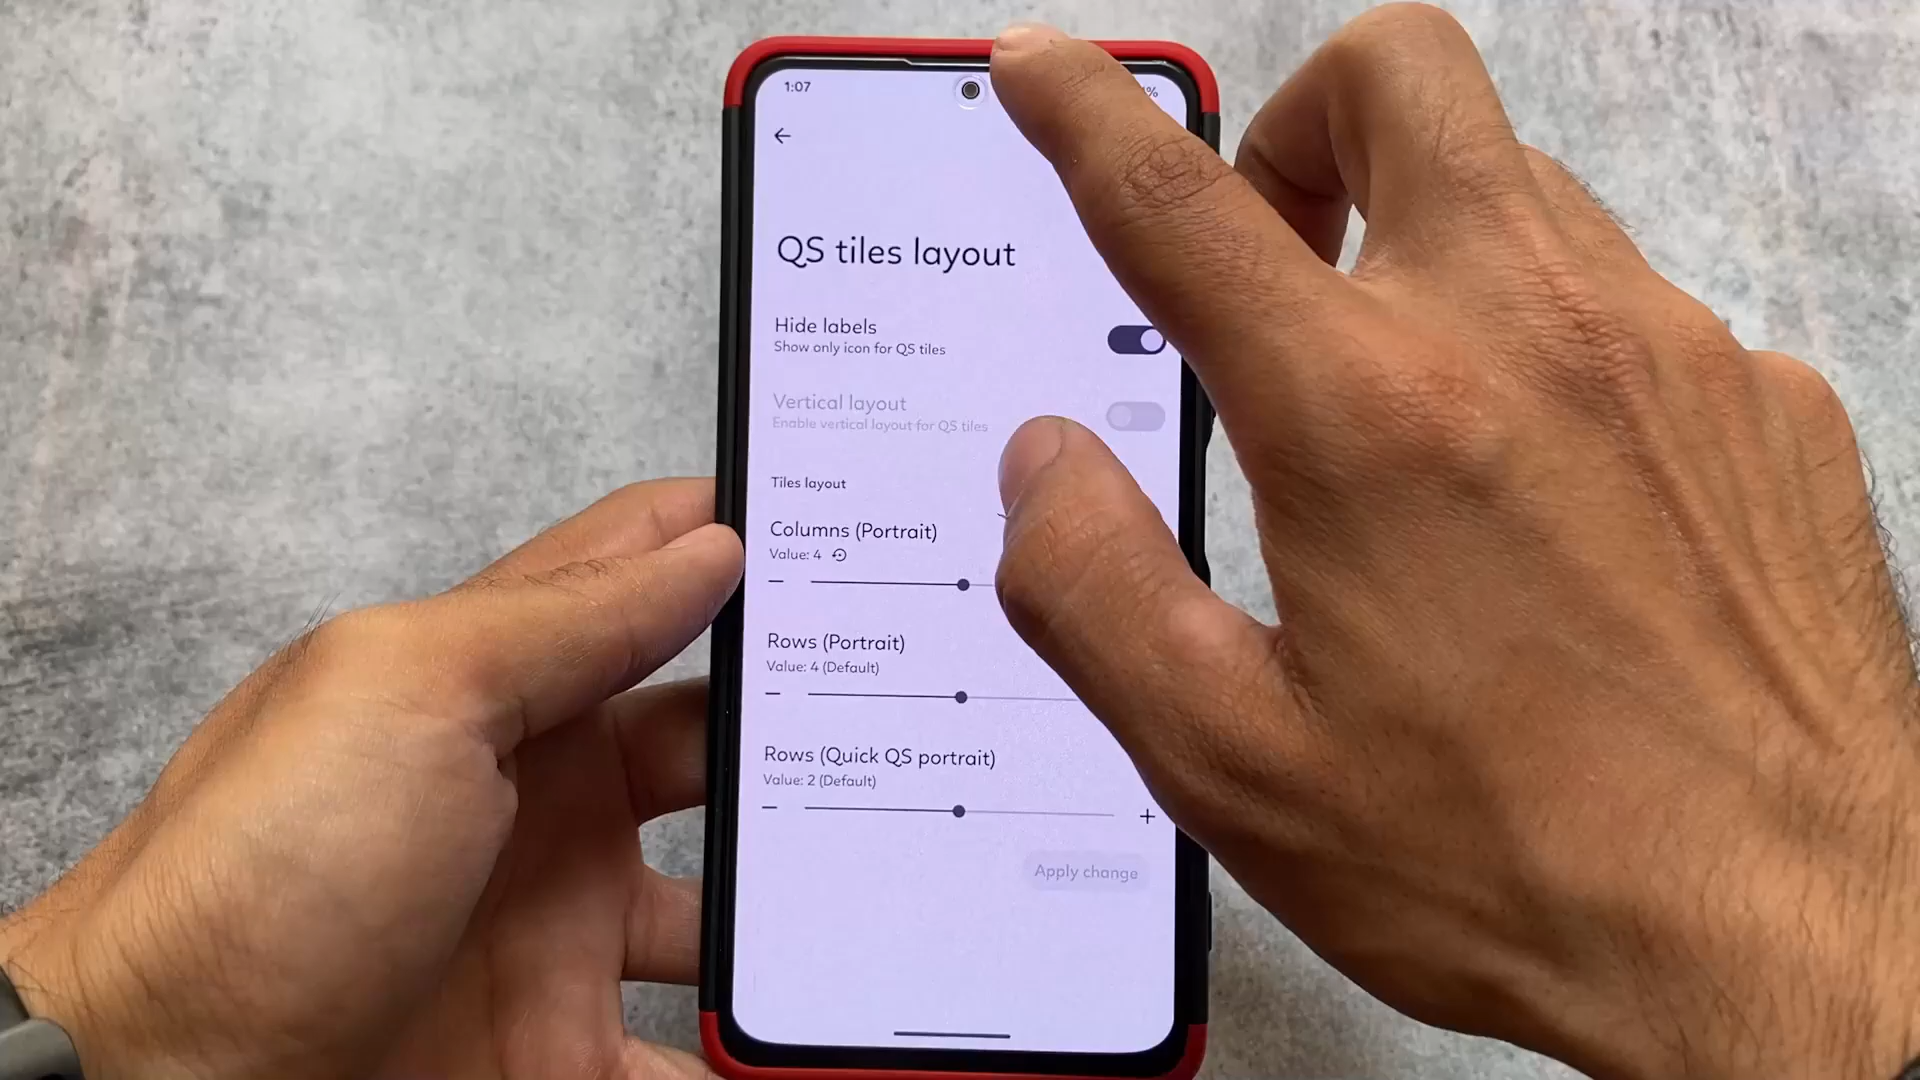 1:07
%
QS tiles layout
Hide labels
Show only icon for QS tiles
Vertical layout
Enable vertical layout for QS tiles
Tiles layout
Columns (Portrait)
Value: 4
Rows (Portrait)
Value: 4 (Default)
Rows (Quick QS portrait)
Value: 2 (Default)
Apply change